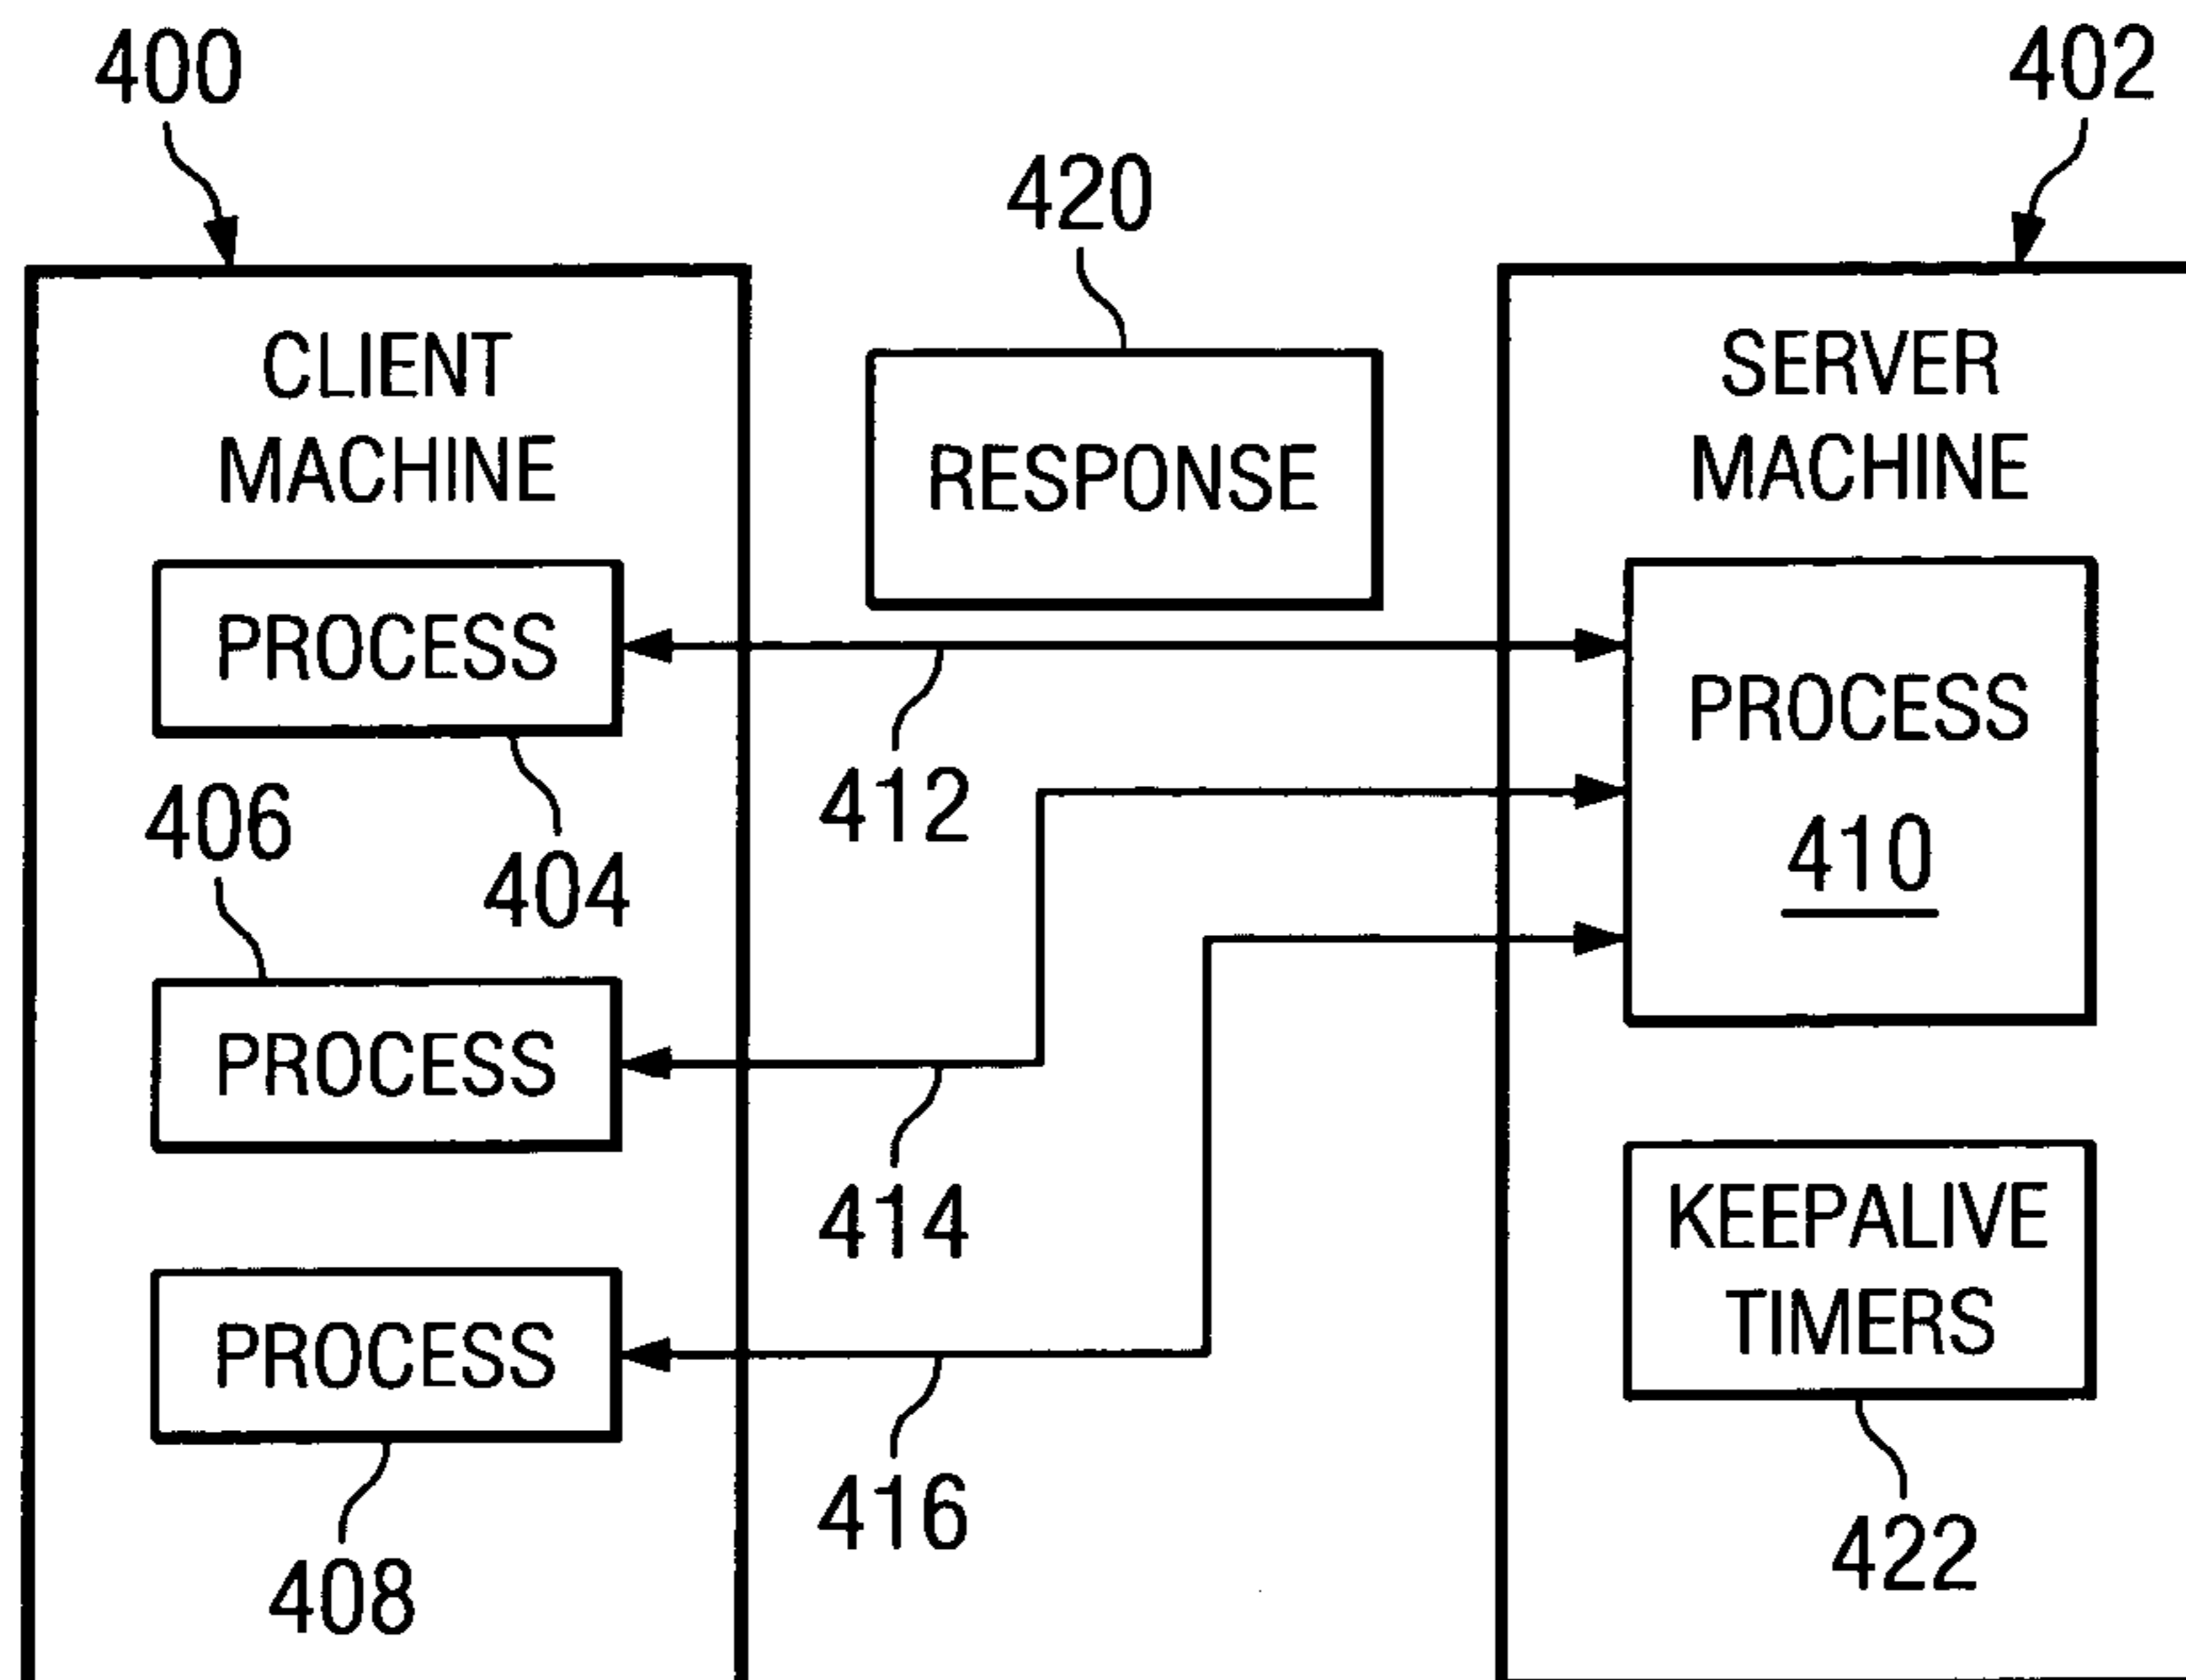 400
402
420
CLIENT
MACHINE
RESPONSE
SERVER
MACHINE
PROCESS
404
412
PROCESS
410
406
PROCESS
414
KEEPALIVE
TIMERS
422
PROCESS
408
416